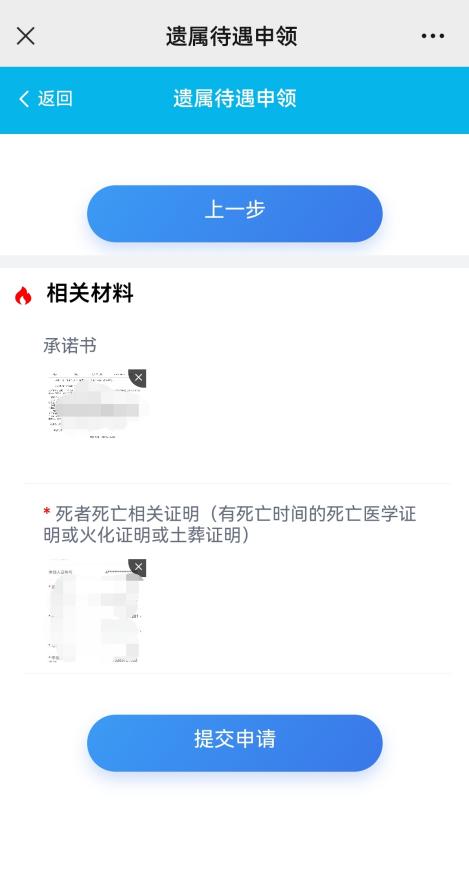 遗属待遇申领
返回
遗属待遇申领
上一步
相关材料
承诺书
* 死者死亡相关证明（有死亡时间的死亡医学证
明或火化证明或土葬证明）
提交申请